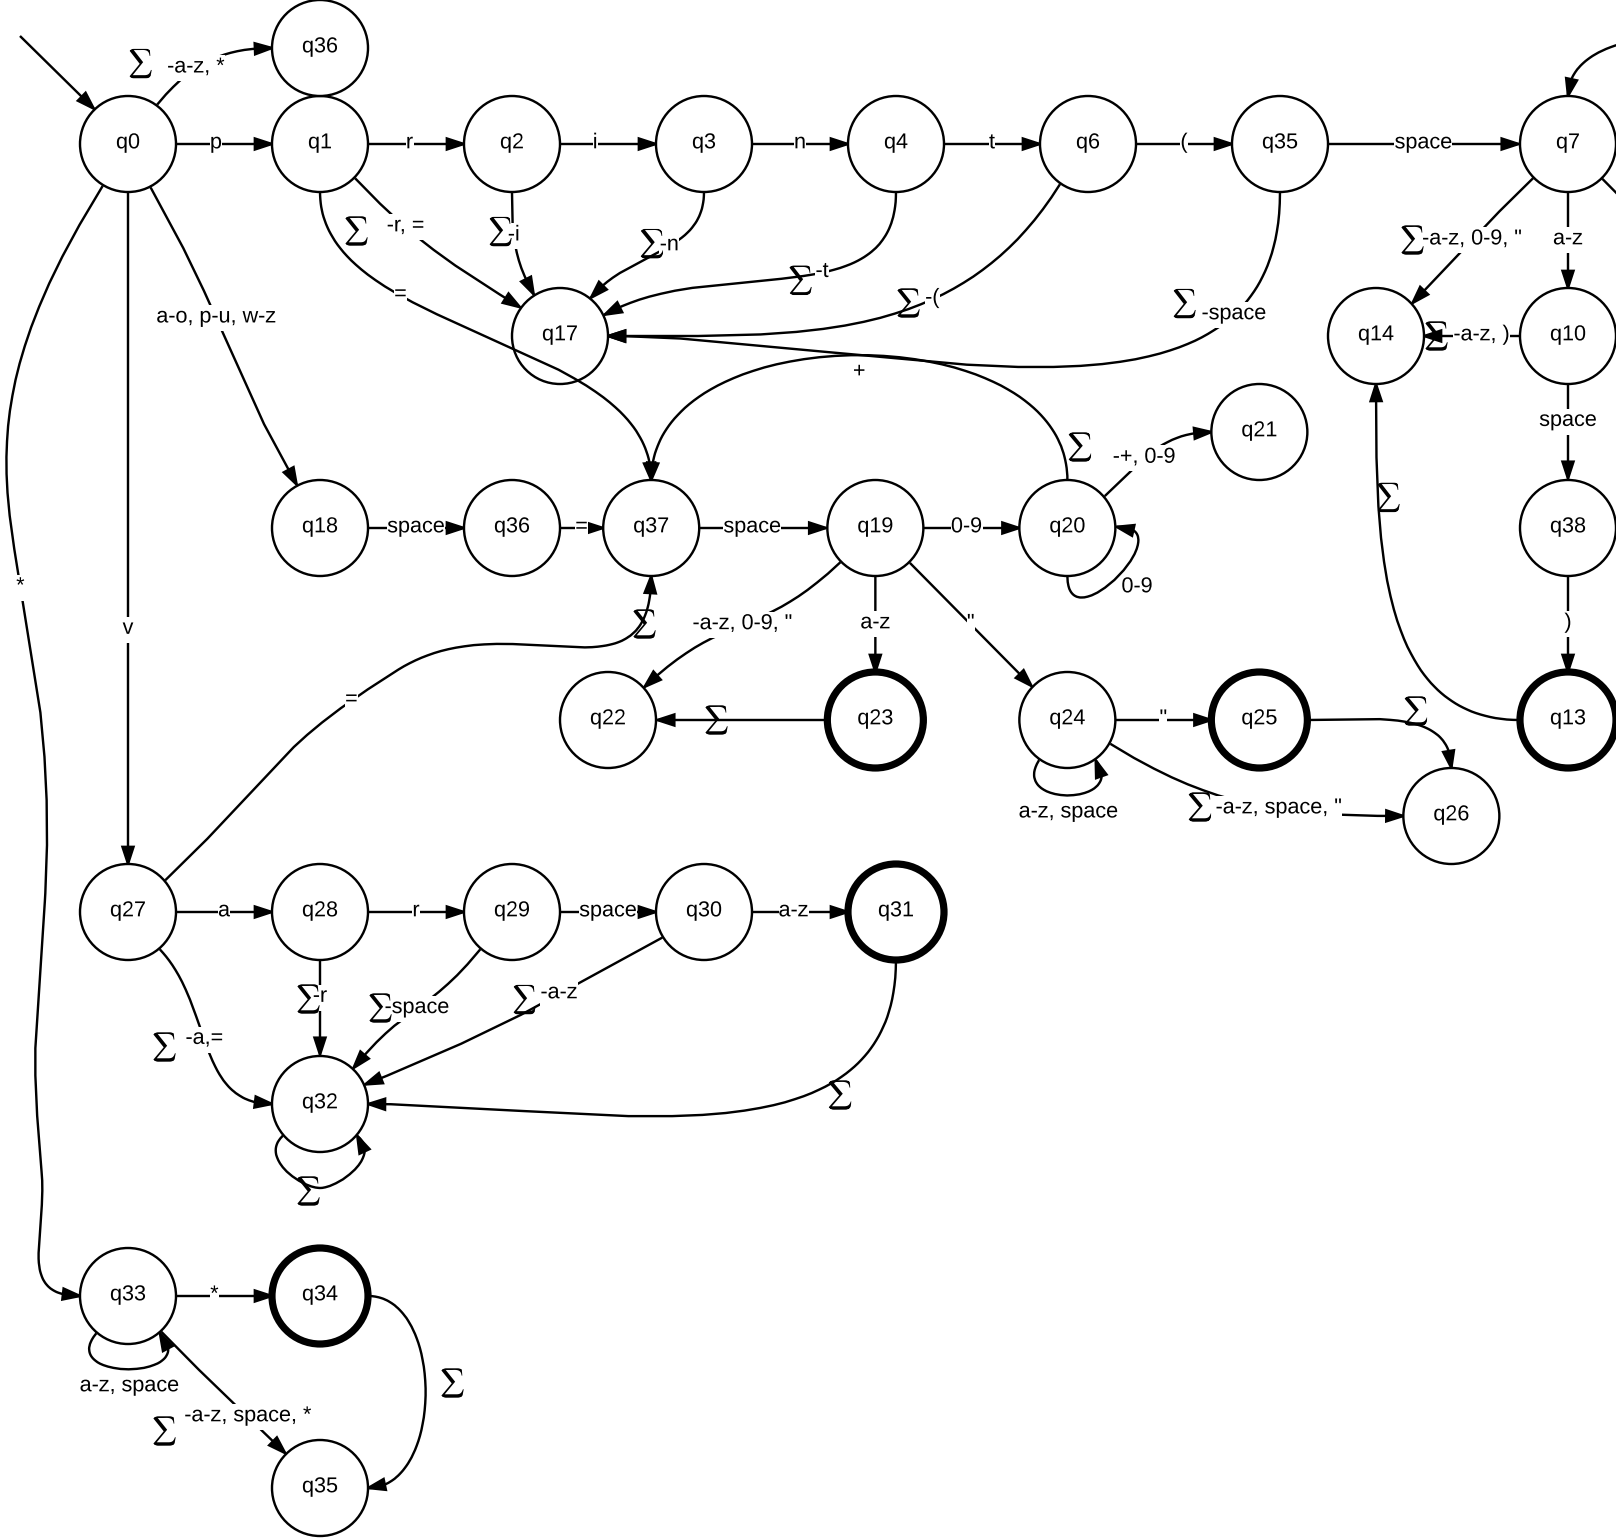 q36
Σ -a-z, *
q0
p
q1
r
q2
i
q3
n
q4
t
q6
(
q35
space
q7
Σ -r, =
Σ-i
Σ-n
Σ-t
Σ-(
Σ -space
Σ-a-z, 0-9, "
a-z
=
a-o, p-u, w-z
q17
q14
Σ-a-z, )
q10
+
space
q21
Σ -+, 0-9
Σ
q18
space
q36
=
q37
space
q19
0-9
q20
q38
0-9
*
v
Σ
-a-z, 0-9, "
a-z
"
)
=
q22
Σ
q23
q24
"
q25
Σ
q13
a-z, space
Σ-a-z, space, "
q26
q27
a
q28
r
q29
space
q30
a-z
q31
Σ-r
Σ-space
Σ-a-z
Σ -a,=
q32
Σ
Σ
q33
*
q34
a-z, space
Σ
Σ -a-z, space, *
q35